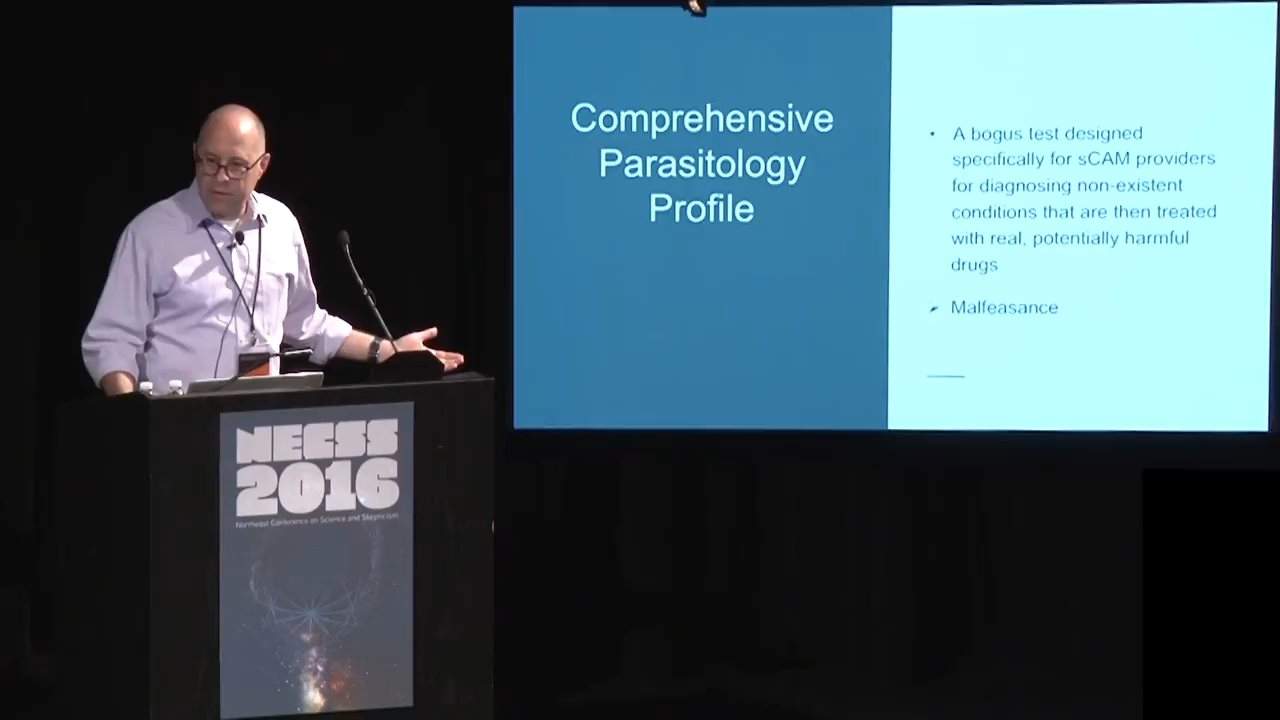 Comprehensive
Parasitology
Profile
• A bogus test designed
specifically for sCAM providers
for diagnosing non-existent
conditions that are then treated
with real, potentially harmful
drugs
➢ Malfeasance
NECSS
2016
Northeast Conference on Science and Skepticism